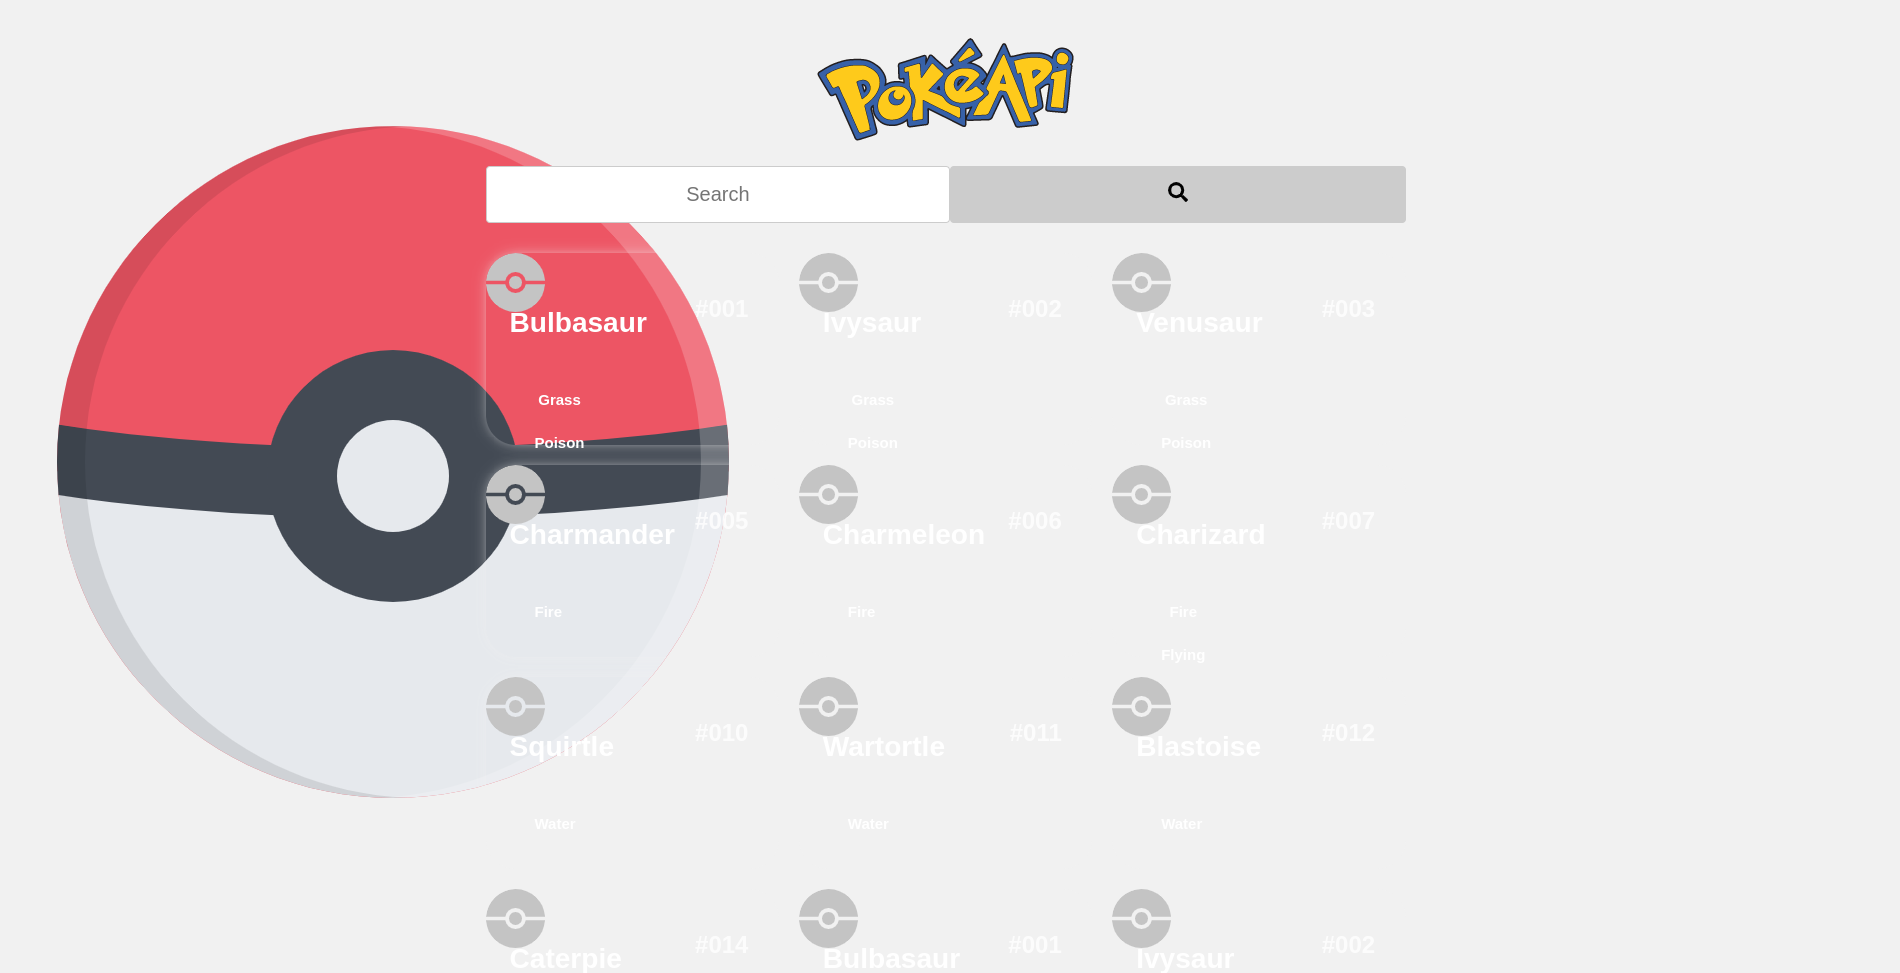 PokéApi
Search
#001
Bulbasaur
Grass
Poison
#002
Ivysaur
Grass
Poison
#003
Venusaur
Grass
Poison
#005
Charmander
Fire
#006
Charmeleon
Fire
#007
Charizard
Fire
Flying
#010
Squirtle
Water
#011
Wartortle
Water
#012
Blastoise
Water
#014
Caterpie
#001
Bulbasaur
#002
Ivysaur